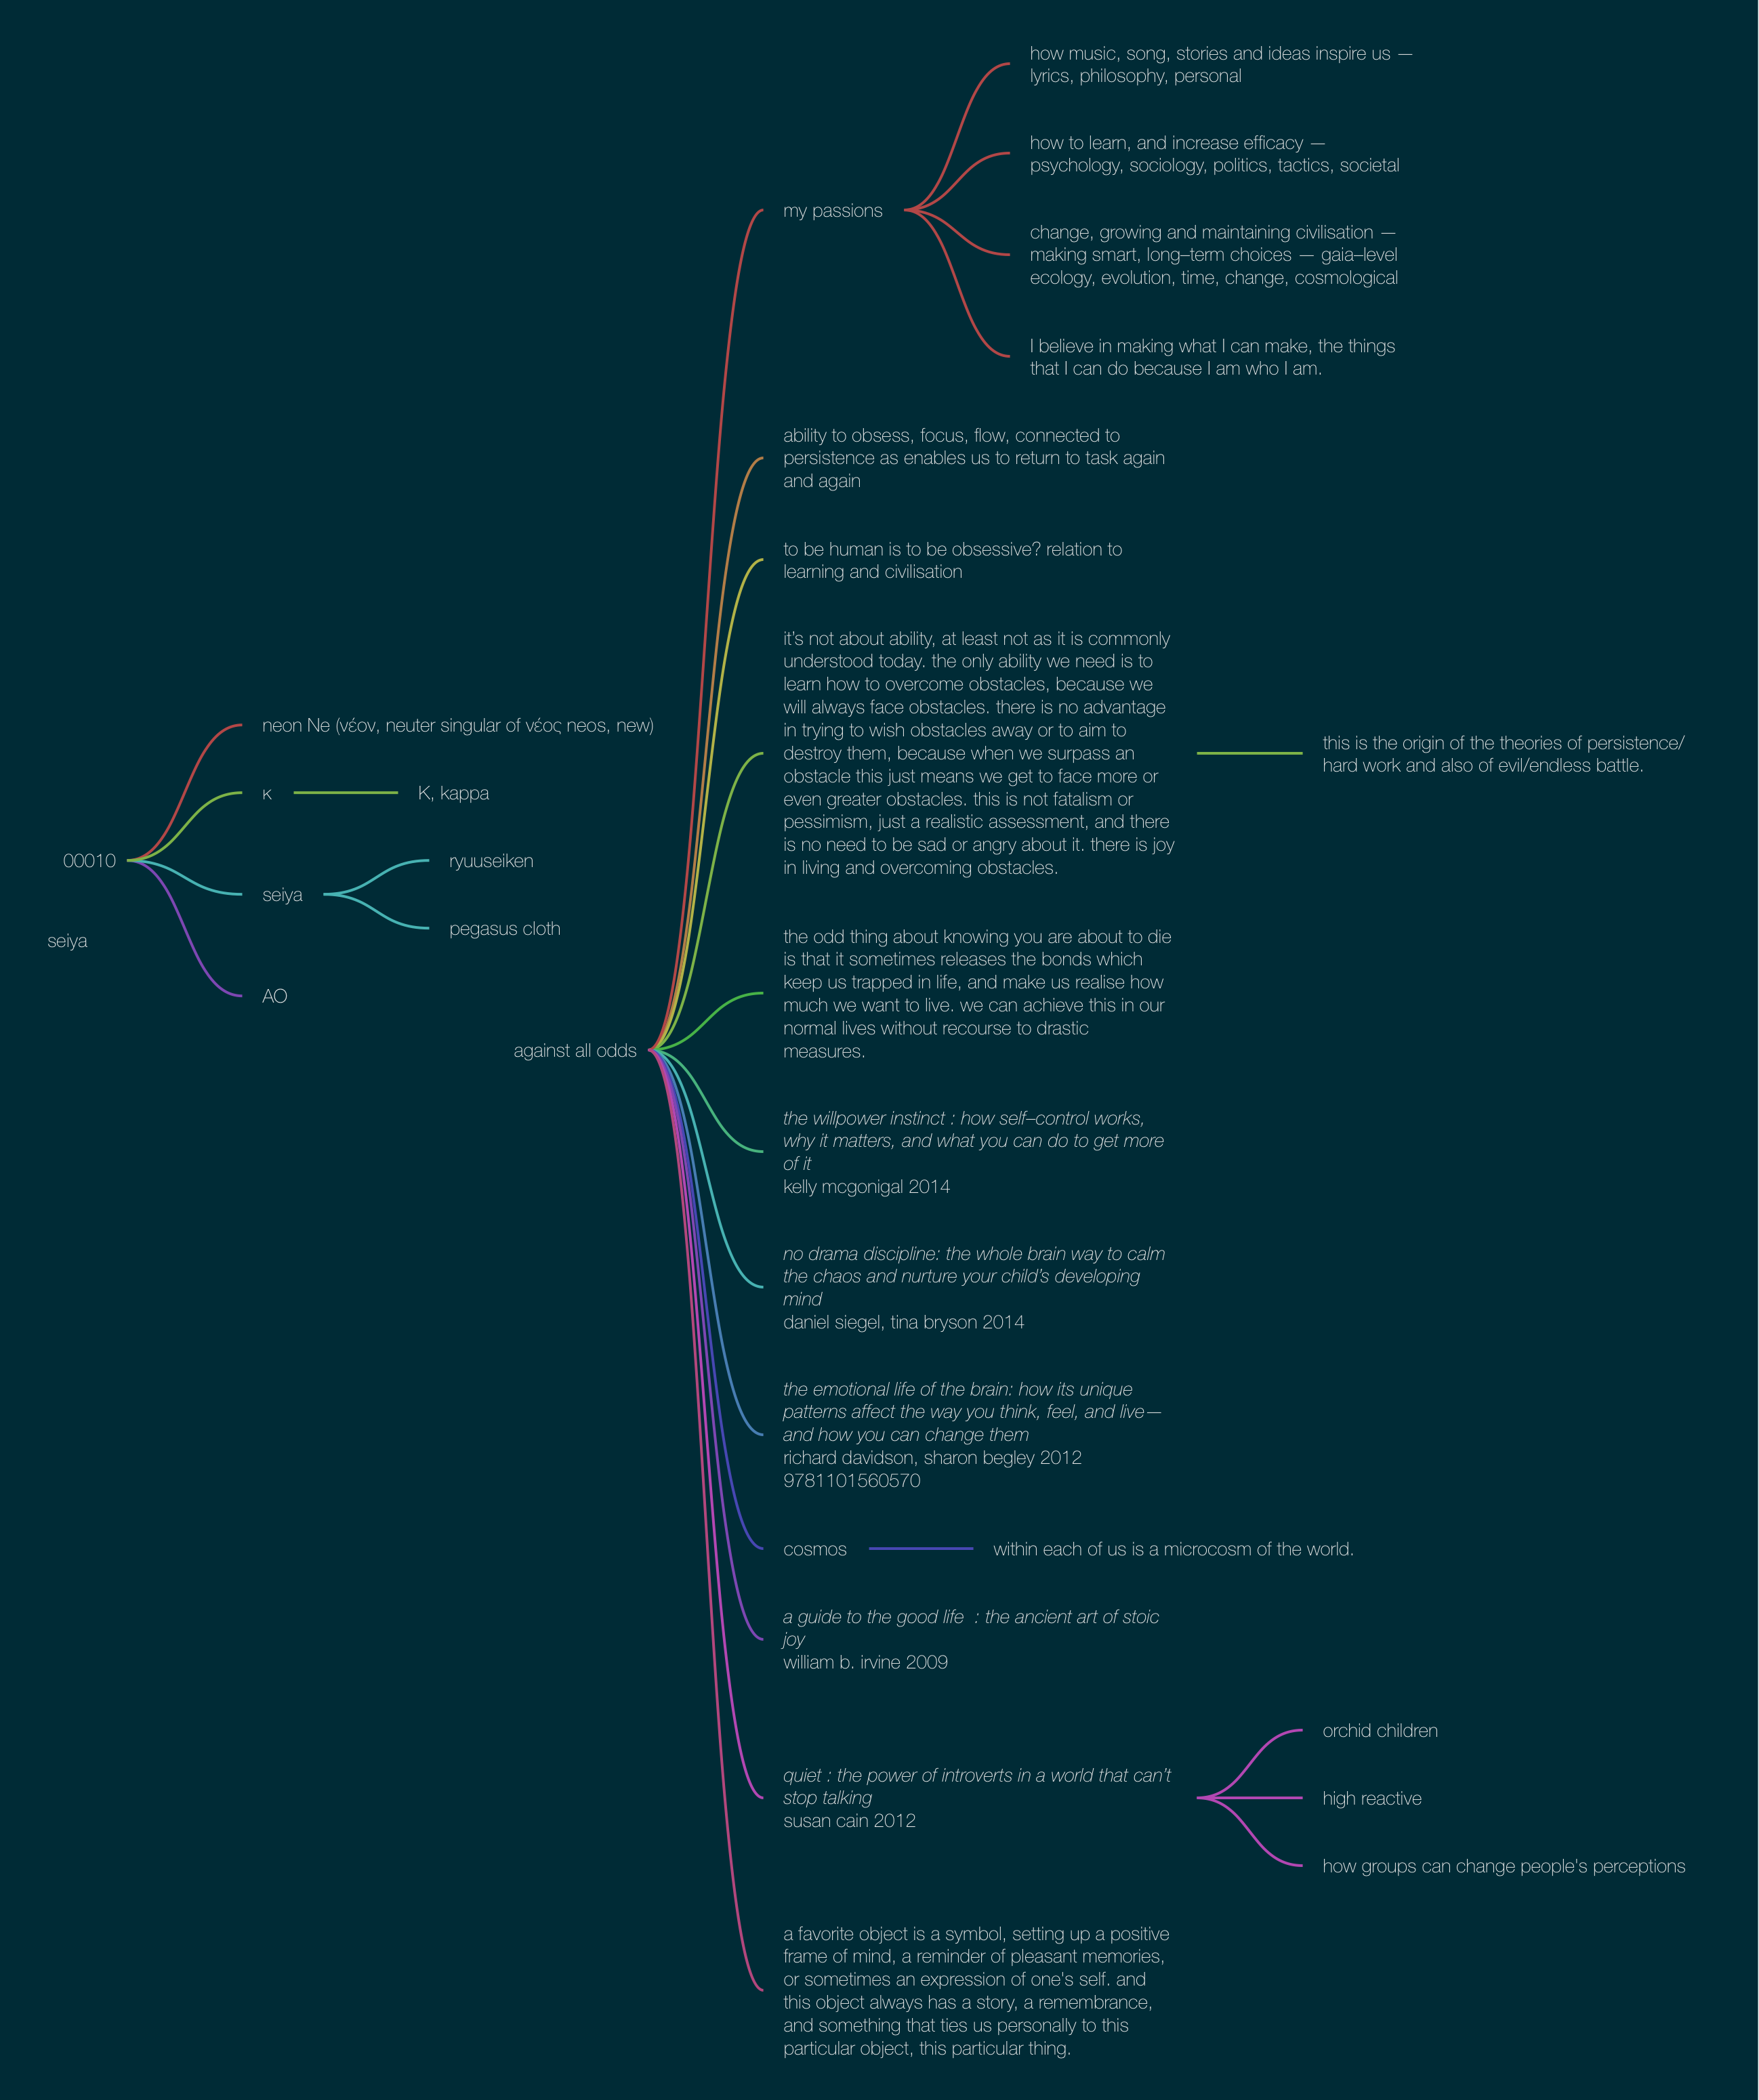 00010
neon Ne (νέον, neuter singular of νέος neos, new)
κ
K, kappa
seiya
ryuuseiken
pegasus cloth
AO
seiya
against all odds
my passions
how music, song, stories and ideas inspire us —
lyrics, philosophy, personal
how to learn, and increase efficacy —
psychology, sociology, politics, tactics, societal
change, growing and maintaining civilisation —
making smart, long–term choices — gaia–level
ecology, evolution, time, change, cosmological
I believe in making what I can make, the things
that I can do because I am who I am.
ability to obsess, focus, flow, connected to
persistence as enables us to return to task again
and again
to be human is to be obsessive? relation to
learning and civilisation
it's not about ability, at least not as it is commonly
understood today. the only ability we need is to
learn how to overcome obstacles, because we
will always face obstacles. there is no advantage
in trying to wish obstacles away or to aim to
destroy them, because when we surpass an
obstacle this just means we get to face more or
even greater obstacles. this is not fatalism or
pessimism, just a realistic assessment, and there
is no need to be sad or angry about it. there is joy
in living and overcoming obstacles.
this is the origin of the theories of persistence/
hard work and also of evil/endless battle.
the odd thing about knowing you are about to die
is that it sometimes releases the bonds which
keep us trapped in life, and make us realise how
much we want to live. we can achieve this in our
normal lives without recourse to drastic
measures.
the willpower instinct : how self–control works,
why it matters, and what you can do to get more
of it
kelly mcgonigal 2014
no drama discipline: the whole brain way to calm
the chaos and nurture your child's developing
mind
daniel siegel, tina bryson 2014
the emotional life of the brain: how its unique
patterns affect the way you think, feel, and live—
and how you can change them
richard davidson, sharon begley 2012
9781101560570
cosmos
within each of us is a microcosm of the world.
a guide to the good life  : the ancient art of stoic
joy
william b. irvine 2009
quiet : the power of introverts in a world that can't
stop talking
susan cain 2012
orchid children
high reactive
how groups can change people's perceptions
a favorite object is a symbol, setting up a positive
frame of mind, a reminder of pleasant memories,
or sometimes an expression of one's self. and
this object always has a story, a remembrance,
and something that ties us personally to this
particular object, this particular thing.